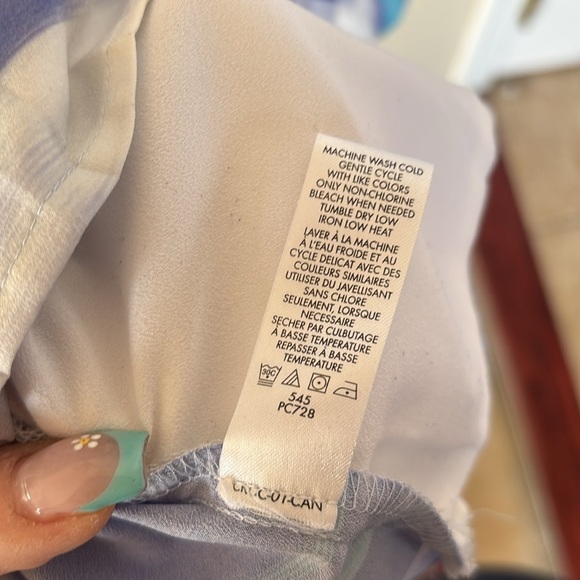 MACHINE WASH COLD
GENTLE CYCLE
WITH LIKE COLORS
ONLY NON-CHLORINE
BLEACH WHEN NEEDED
TUMBLE DRY LOW
IRON LOW HEAT
LAVER À LA MACHINE
À L'EAU FROIDE ET AU
CYCLE DELICAT AVEC DES
COULEURS SIMILAIRES
UTILISER DU JAVELLISANT
SANS CHLORE
SEULEMENT, LORSQUE
NECESSAIRE
SECHER PAR CULBUTAGE
À BASSE TEMPERATURE
REPASSER À BASSE
TEMPERATURE
30C
545
PC728